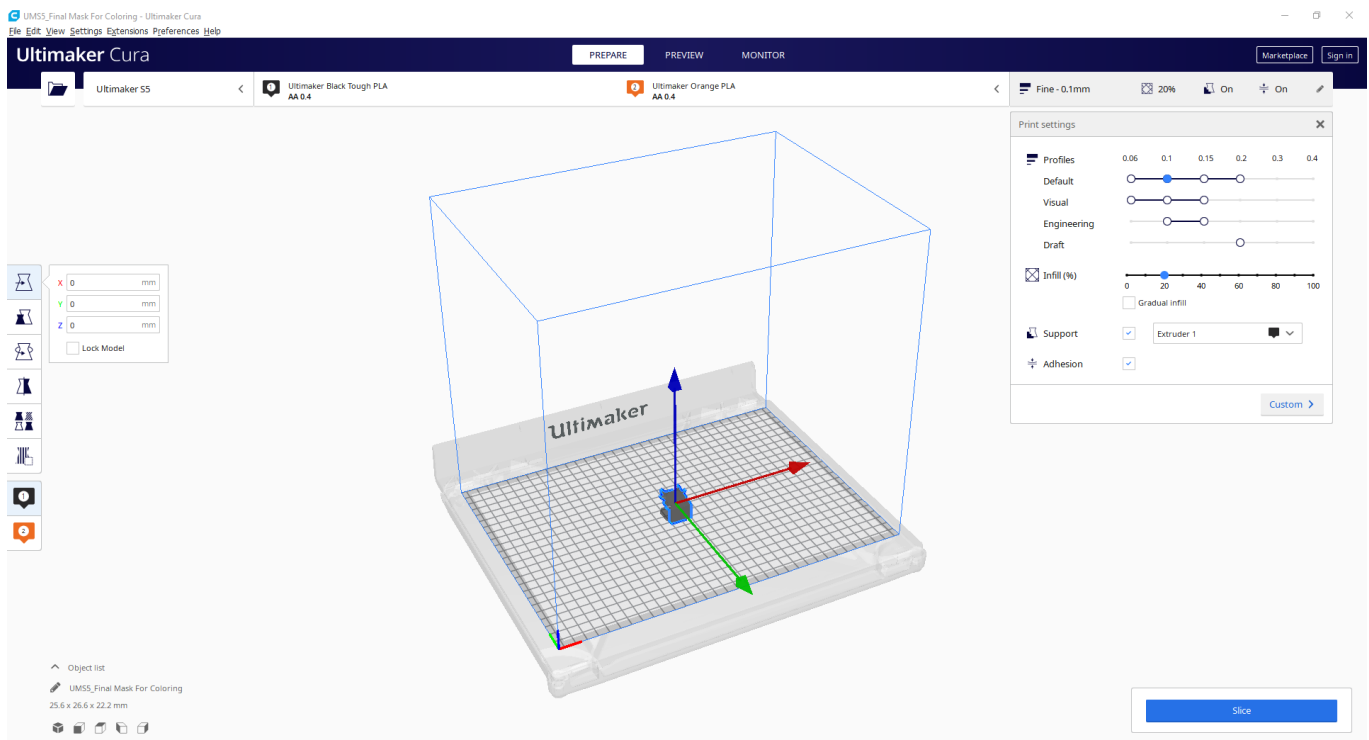 UMS5_Final Mask For Coloring - Ultimaker Cura
File Edit View Settings Extensions Preferences Help
Ultimaker Cura
PREPARE
PREVIEW
MONITOR
Marketplace
Sign in
Ultimaker S5
1
Ultimaker Black Tough PLA
AA 0.4
2
Ultimaker Orange PLA
AA 0.4
Fine - 0.1mm
20%
On
On
Print settings
Profiles
0.06 0.1 0.15 0.2 0.3 0.4
Default
Visual
Engineering
Draft
Infill (%)
0 20 40 60 80 100
Gradual infill
Support
Extruder 1
Adhesion
Custom
X 0 mm
Y 0 mm
Z 0 mm
Lock Model
1
2
Ultimaker
Object list
UMS5_Final Mask For Coloring
25.6 x 26.6 x 22.2 mm
Slice